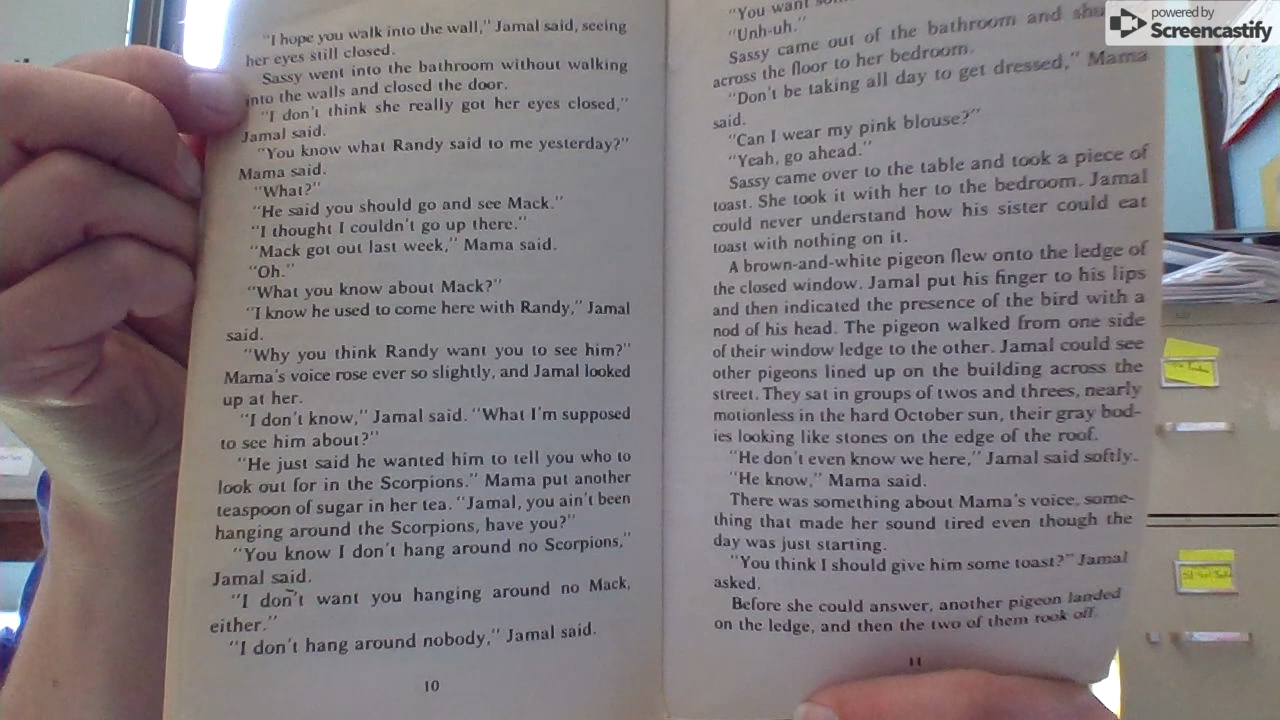 "I hope you walk into the wall," Jamal said, seeing
her eyes still closed.
Sassy went into the bathroom without walking
into the walls and closed the door.
"I don't think she really got her eyes closed,"
Jamal said.
"You know what Randy said to me yesterday?"
Mama said.
"What?"
"He said you should go and see Mack."
"I thought I couldn't go up there."
"Mack got out last week," Mama said.
"Oh."
"What you know about Mack?"
"I know he used to come here with Randy," Jamal
said.
"Why you think Randy want you to see him?"
Mama's voice rose ever so slightly, and Jamal looked
up at her.
"I don't know," Jamal said. "What I'm supposed
to see him about?"
"He just said he wanted him to tell you who to
look out for in the Scorpions." Mama put another
teaspoon of sugar in her tea. "Jamal, you ain't been
hanging around the Scorpions, have you?"
"You know I don't hang around no Scorpions,"
Jamal said.
"I don't want you hanging around no Mack,
either."
"I don't hang around nobody," Jamal said.
10
"You want
"Unh-uh."
Sassy came out of the bathroom and
across the floor to her bedroom.
"Don't be taking all day to get dressed," Mama
said.
"Can I wear my pink blouse?"
"Yeah, go ahead."
Sassy came over to the table and took a piece of
toast. She took it with her to the bedroom. Jamal
could never understand how his sister could eat
toast with nothing on it.
A brown-and-white pigeon flew onto the ledge of
the closed window. Jamal put his finger to his lips
and then indicated the presence of the bird with a
nod of his head. The pigeon walked from one side
of their window ledge to the other. Jamal could see
other pigeons lined up on the building across the
street. They sat in groups of twos and threes, nearly
motionless in the hard October sun, their gray bod-
ies looking like stones on the edge of the roof.
"He don't even know we here," Jamal said softly.
"He know," Mama said.
There was something about Mama's voice, some-
thing that made her sound tired even though the
day was just starting.
"You think I should give him some toast?" Jamal
asked.
Before she could answer, another pigeon landed
on the ledge, and then the two of them took off.
11
powered by
Screencastify